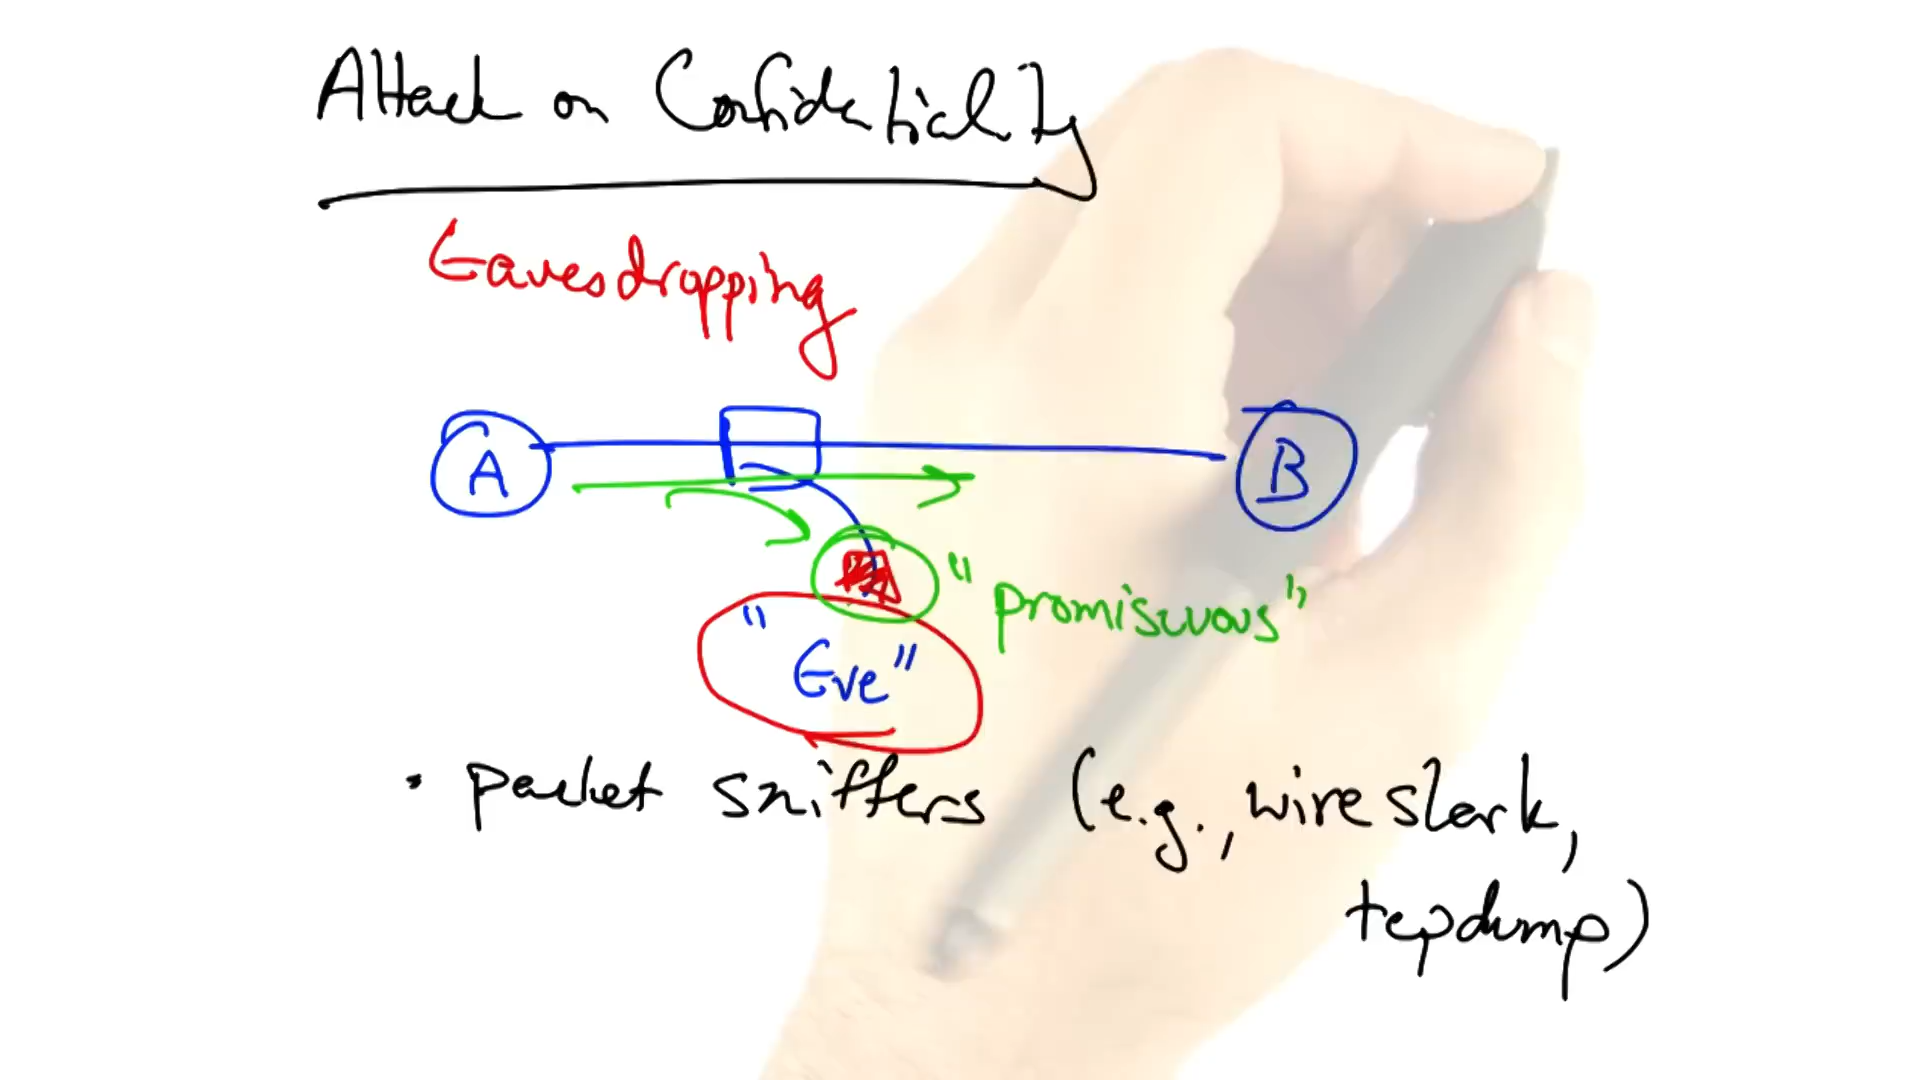 Attack on Confidentiality
Eavesdropping
A
B
"promiscuous"
"Eve"
• packet sniffers (e.g., wireshark,
tcpdump)